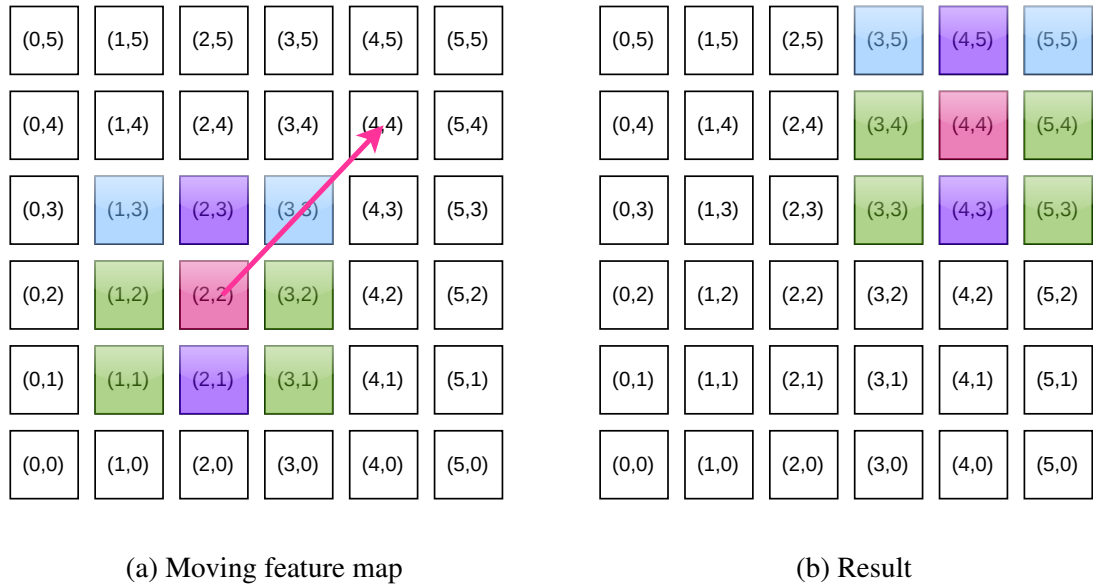 (0,5) (1,5) (2,5) (3,5) (4,5) (5,5)
(0,4) (1,4) (2,4) (3,4) (4,4) (5,4)
(0,3) (1,3) (2,3) (3,3) (4,3) (5,3)
(0,2) (1,2) (2,2) (3,2) (4,2) (5,2)
(0,1) (1,1) (2,1) (3,1) (4,1) (5,1)
(0,0) (1,0) (2,0) (3,0) (4,0) (5,0)
(a) Moving feature map
(0,5) (1,5) (2,5) (3,5) (4,5) (5,5)
(0,4) (1,4) (2,4) (3,4) (4,4) (5,4)
(0,3) (1,3) (2,3) (3,3) (4,3) (5,3)
(0,2) (1,2) (2,2) (3,2) (4,2) (5,2)
(0,1) (1,1) (2,1) (3,1) (4,1) (5,1)
(0,0) (1,0) (2,0) (3,0) (4,0) (5,0)
(b) Result